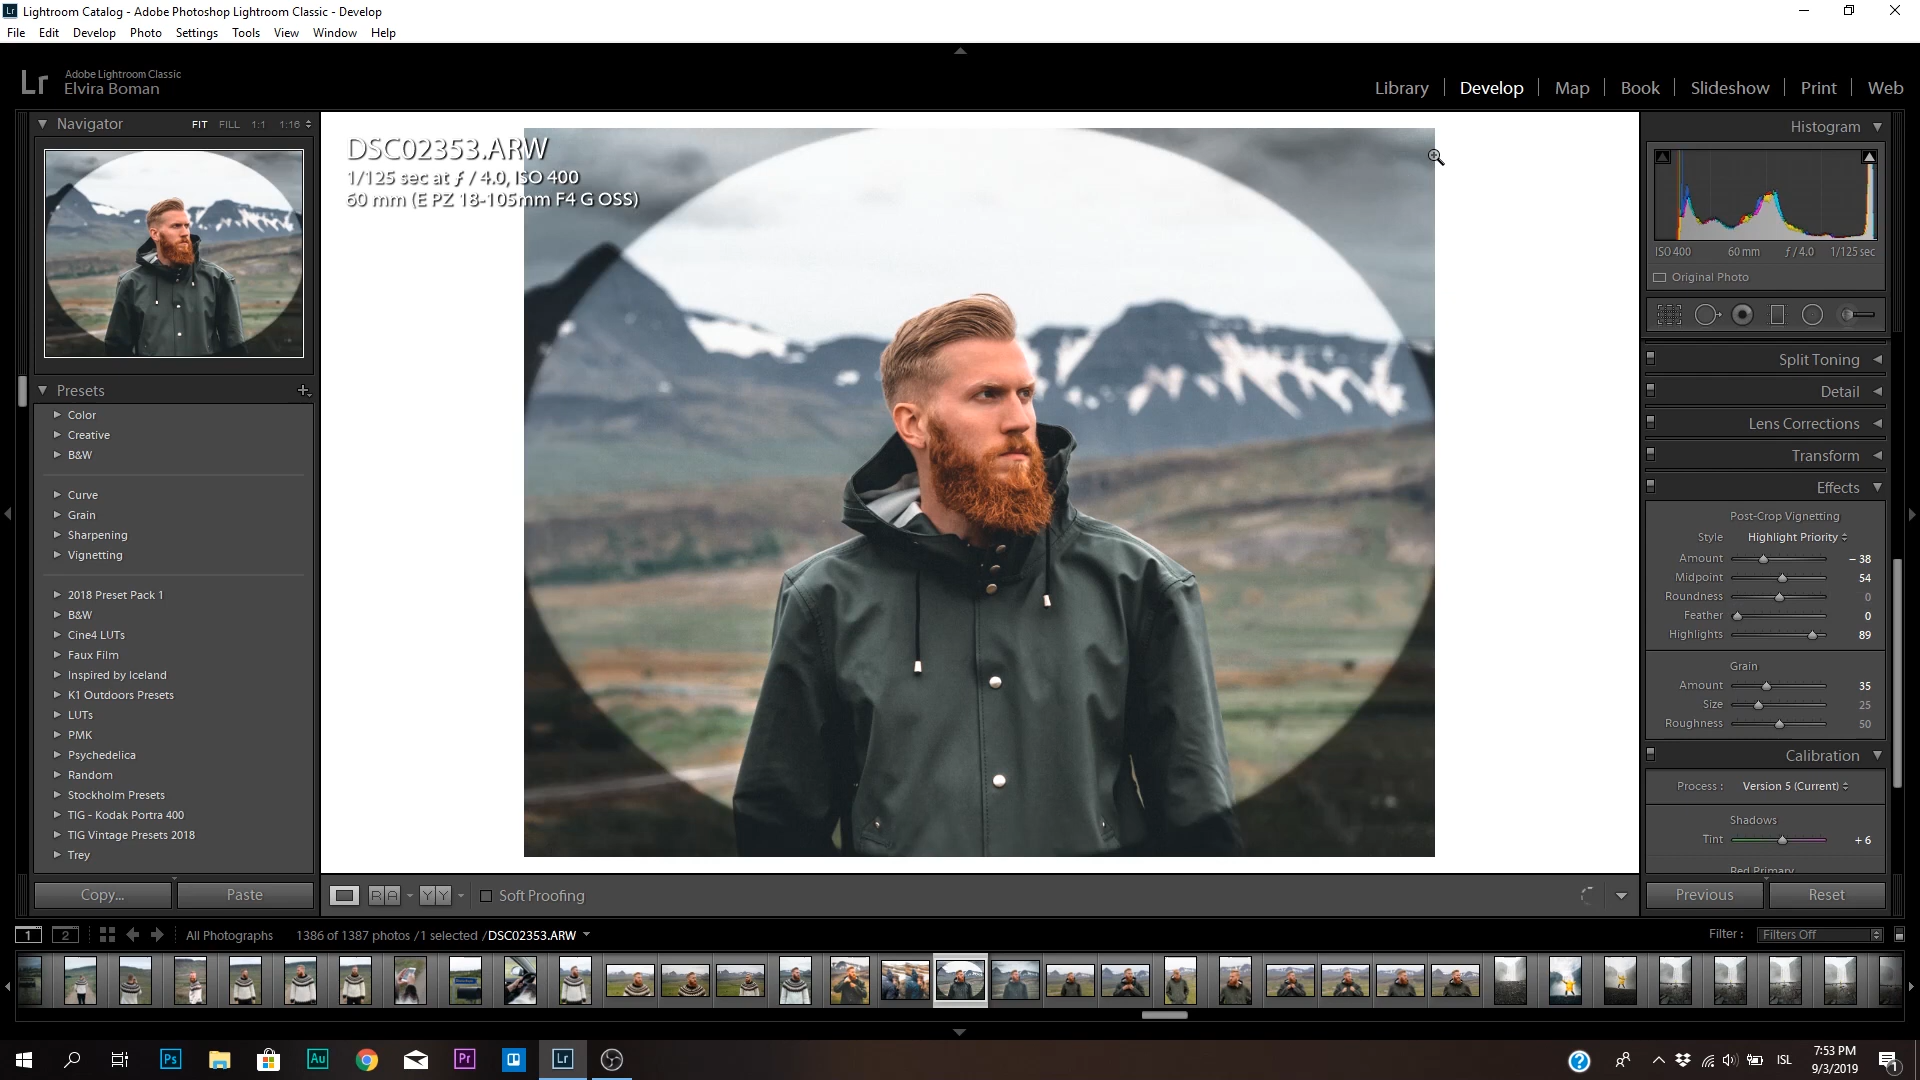 Lightroom Catalog - Adobe Photoshop Lightroom Classic - Develop
File Edit Develop Photo Settings Tools View Window Help
Lr Adobe Lightroom Classic
Elvira Boman
Library | Develop | Map | Book | Slideshow | Print | Web
Navigator FIT FILL 1:1 1:16
Presets
Color
Creative
B&W
Curve
Grain
Sharpening
Vignetting
2018 Preset Pack 1
B&W
Cine4 LUTs
Faux Film
Inspired by Iceland
K1 Outdoors Presets
LUTs
PMK
Psychedelica
Random
Stockholm Presets
TIG - Kodak Portra 400
TIG Vintage Presets 2018
Trey
Copy... Paste
DSC02353.ARW
1/125 sec at ƒ / 4.0, ISO 400
60 mm (E PZ 18-105mm F4 G OSS)
Histogram
ISO 400 60 mm ƒ / 4.0 1/125 sec
Original Photo
Split Toning
Detail
Lens Corrections
Transform
Effects
Post-Crop Vignetting
Style Highlight Priority
Amount - 38
Midpoint 54
Roundness 0
Feather 0
Highlights 89
Grain
Amount 35
Size 25
Roughness 50
Calibration
Process : Version 5 (Current)
Shadows
Tint + 6
Red Primary
Previous Reset
R A Y Y Soft Proofing
1 2 All Photographs 1386 of 1387 photos / 1 selected / DSC02353.ARW Filter : Filters Off
Ps Au Pr Lr ISL 7:53 PM
9/3/2019 1